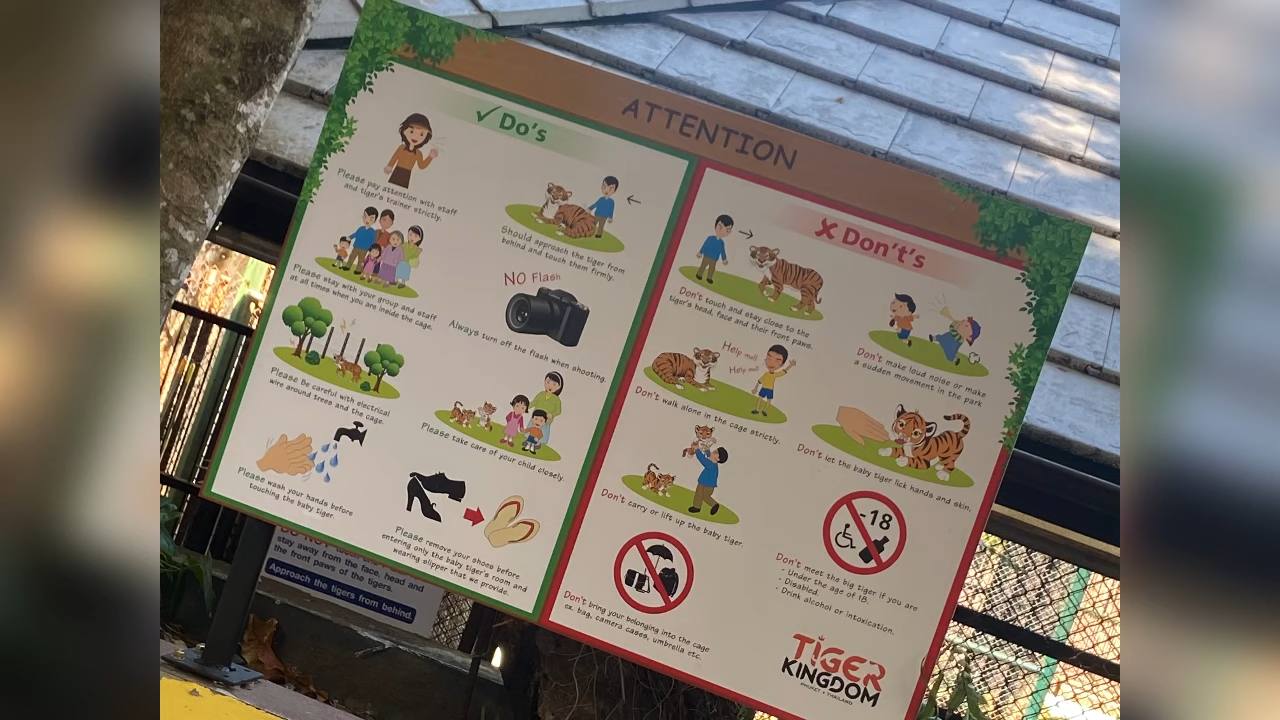 ATTENTION
✓ Do's
Please pay attention with staff
and tiger's trainer strictly.
Should approach the tiger from
behind and touch them firmly.
Please stay with your group and staff
at all times when you are inside the cage.
NO Flash
Always turn off the flash when shooting.
Please Be careful with electrical
wire around trees and the cage.
Please take care of your child closely.
Please wash your hands before
touching the baby tiger.
Please remove your shoes before
entering only the baby tiger's room and
wearing slipper that we provide.
✗ Don't's
Don't touch and stay close to the
tiger's head, face and their front paws.
Don't make loud noise or make
a sudden movement in the park
Help me!!
Help me!!
Don't walk alone in the cage strictly.
Don't let the baby tiger lick hands and skin.
Don't carry or lift up the baby tiger
-18
Don't meet the big tiger if you are
- Under the age of 18.
- Disabled.
- Drink alcohol or intoxication.
Don't bring your belonging into the cage
ex. bag, camera cases, umbrella etc.
TIGER
KINGDOM
PHUKET • THAILAND
DO NOT
stay away from the face, head and
the front paws of the tigers.
Approach the tigers from behind.